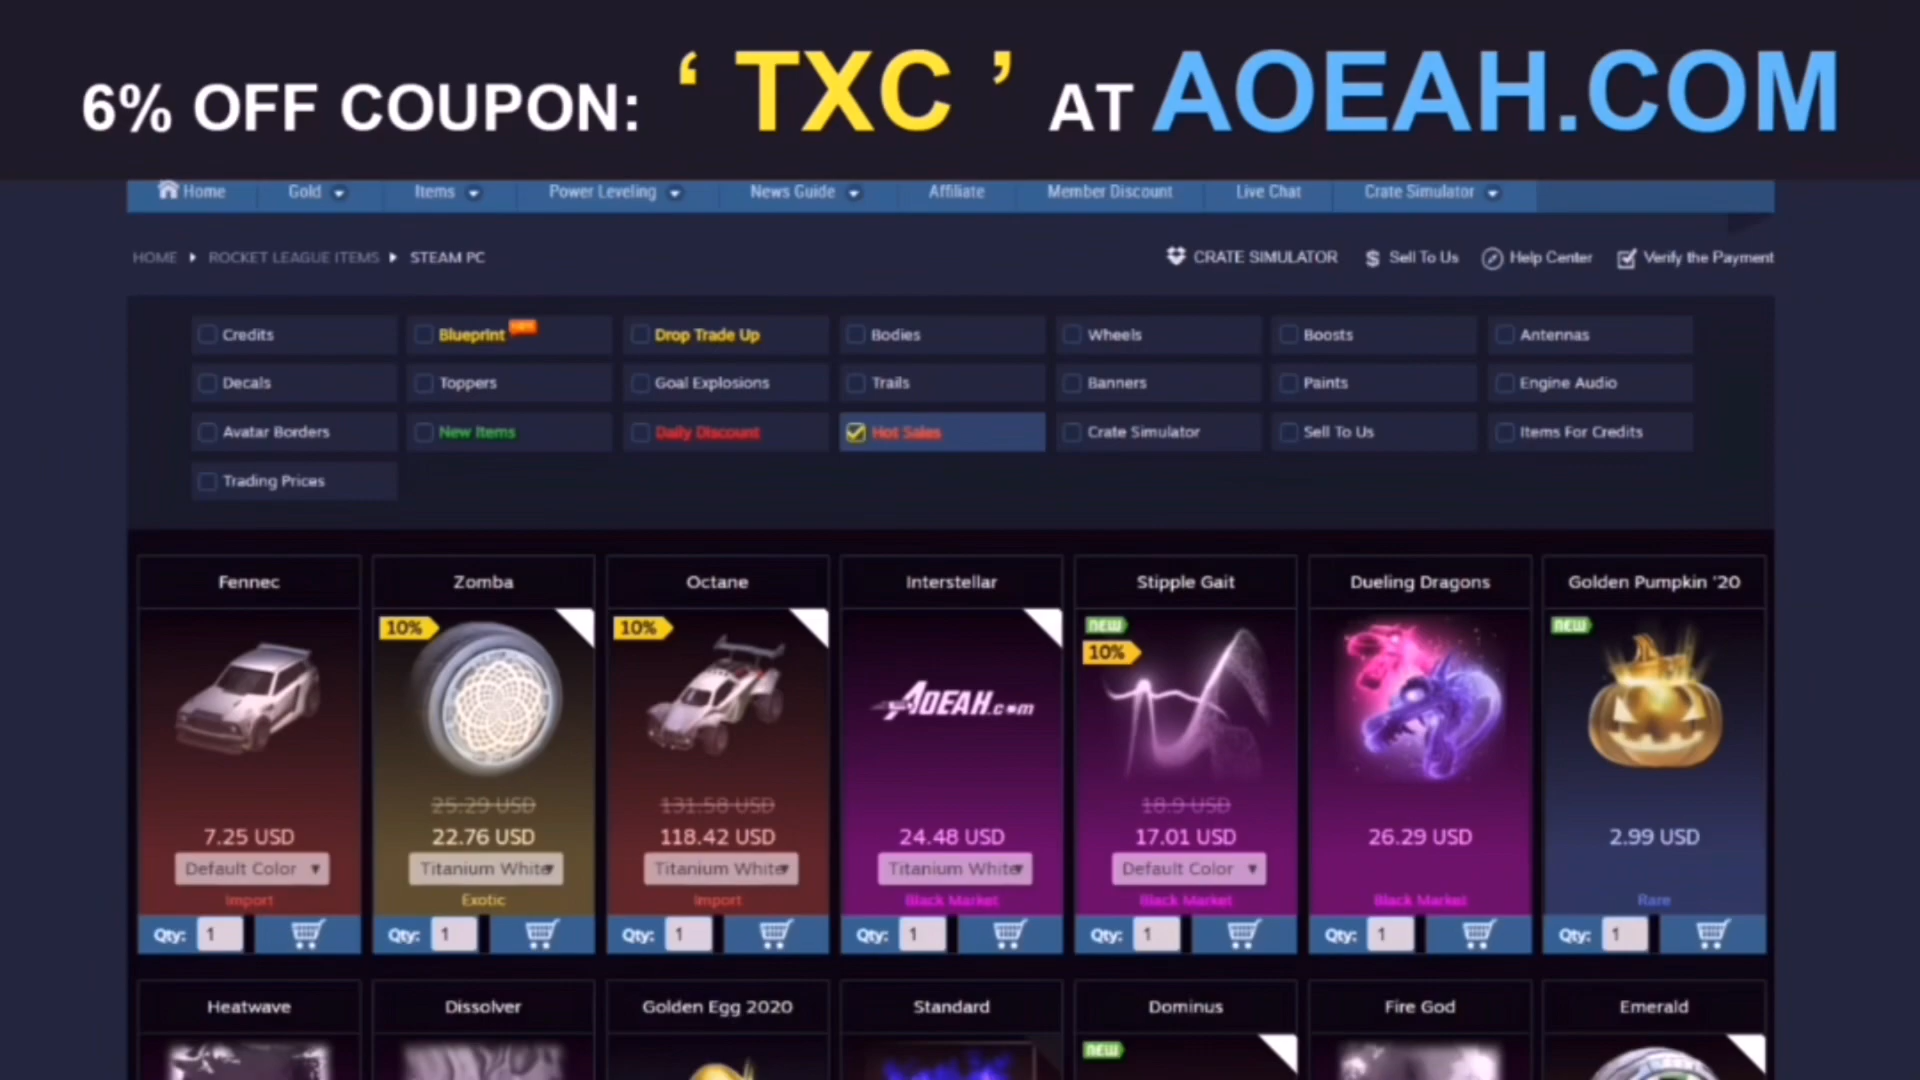 6% OFF COUPON: ‘ TXC ’ AT AOEAH.COM
Home Gold Items Power Leveling News Guide Affiliate Member Discount Live Chat Crate Simulator
HOME ROCKET LEAGUE ITEMS STEAM PC CRATE SIMULATOR $ Sell To Us Help Center Verify the Payment
Credits Blueprint Drop Trade Up Bodies Wheels Boosts Antennas
Decals Toppers Goal Explosions Trails Banners Paints Engine Audio
Avatar Borders New Items Daily Discount Hot Sales Crate Simulator Sell To Us Items For Credits
Trading Prices
Fennec Zomba Octane Interstellar Stipple Gait Dueling Dragons Golden Pumpkin '20
10% 10% NEW NEW
10%
AOEAH.com
25.29 USD 131.58 USD 18.9 USD
7.25 USD 22.76 USD 118.42 USD 24.48 USD 17.01 USD 26.29 USD 2.99 USD
Default Color Titanium White Titanium White Titanium White Default Color
Import Exotic Import Black Market Black Market Black Market Rare
Qty: 1 Qty: 1 Qty: 1 Qty: 1 Qty: 1 Qty: 1 Qty: 1
Heatwave Dissolver Golden Egg 2020 Standard Dominus Fire God Emerald
NEW